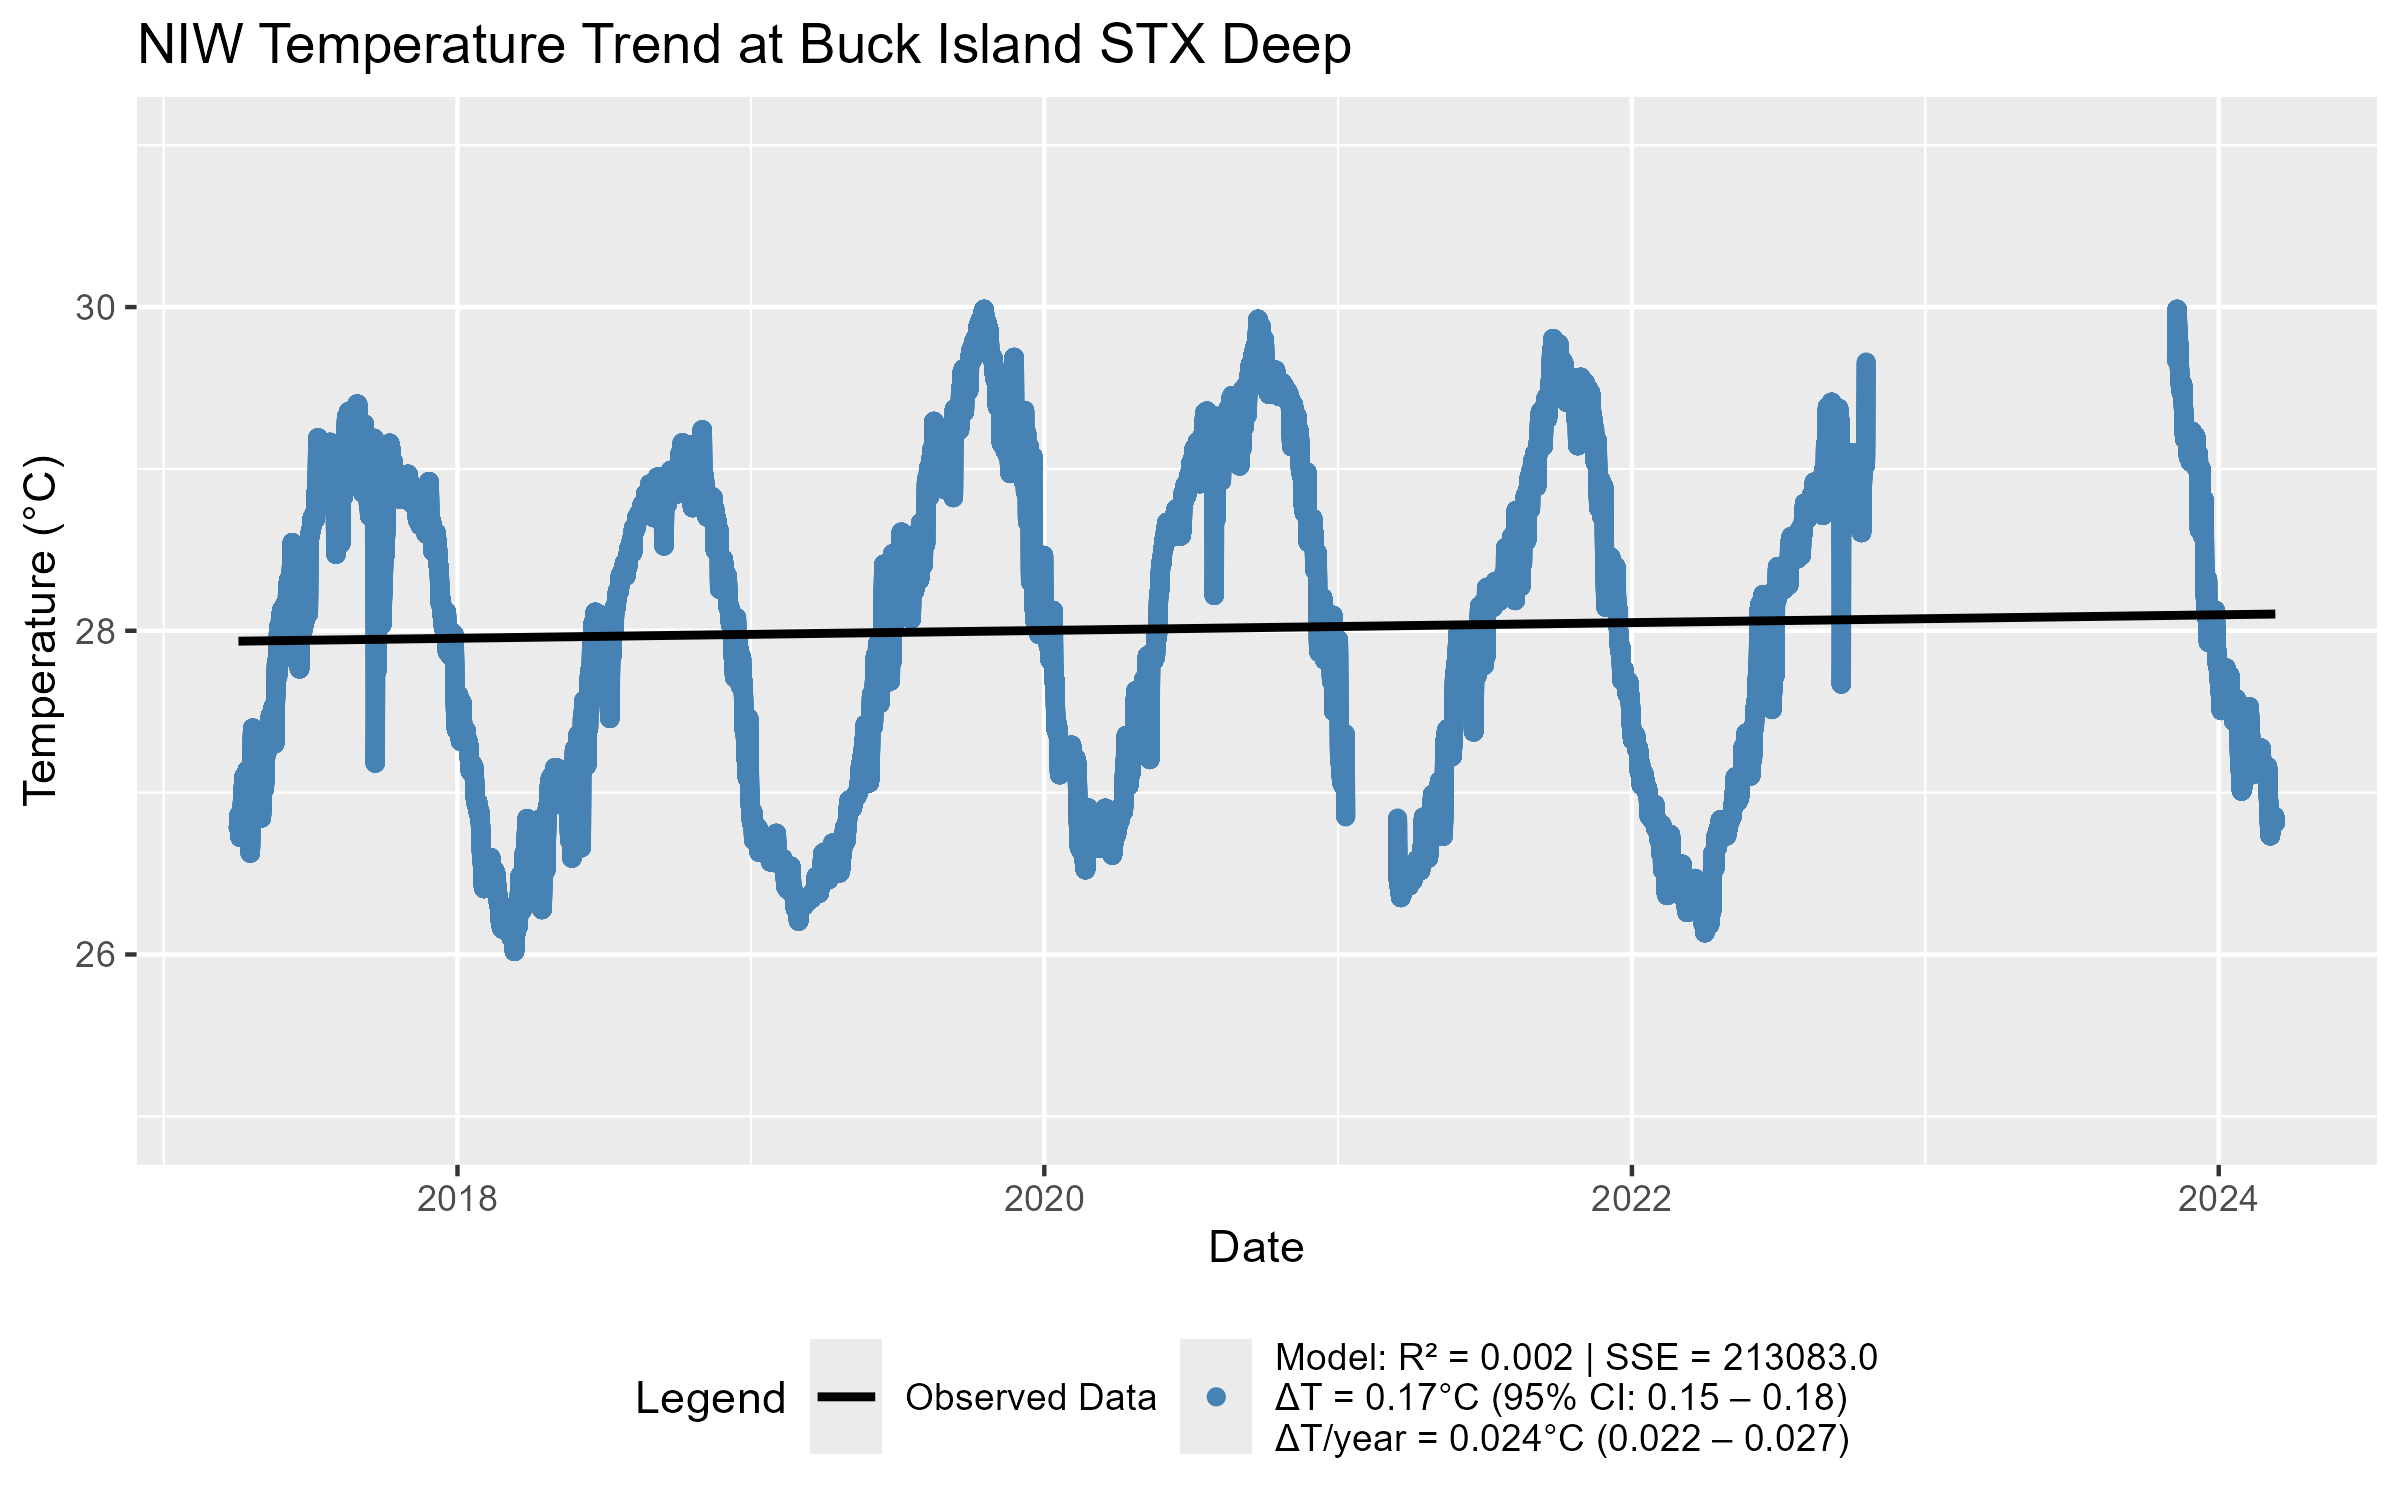 NIW Temperature Trend at Buck Island STX Deep
Temperature (°C)
30
28
26
2018
2020
2022
2024
Date
Legend
Observed Data
Model: R² = 0.002 | SSE = 213083.0
ΔT = 0.17°C (95% CI: 0.15 – 0.18)
ΔT/year = 0.024°C (0.022 – 0.027)